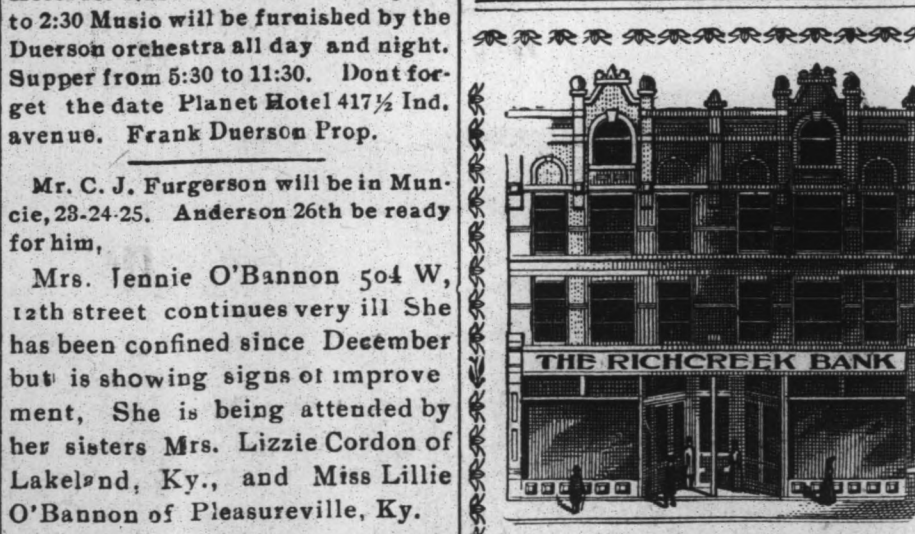 to 2:30 Musio will be furnished by the
Duerson orchestra all day and night.
Supper from 5:30 to 11:30. Dont for-
get the date Planet Hotel 417½ Ind.
avenue. Frank Duerson Prop.
Mr. C. J. Furgerson will be in Mun-
cie, 23-24-25. Anderson 26th be ready
for him,
Mrs. Jennie O'Bannon 504 W,
12th street continues very ill She
has been confined since December
but is showing signs of improve
ment, She is being attended by
her sisters Mrs. Lizzie Cordon of
Lakeland, Ky., and Miss Lillie
O'Bannon of Pleasureville, Ky.
THE RICHCREEK BANK